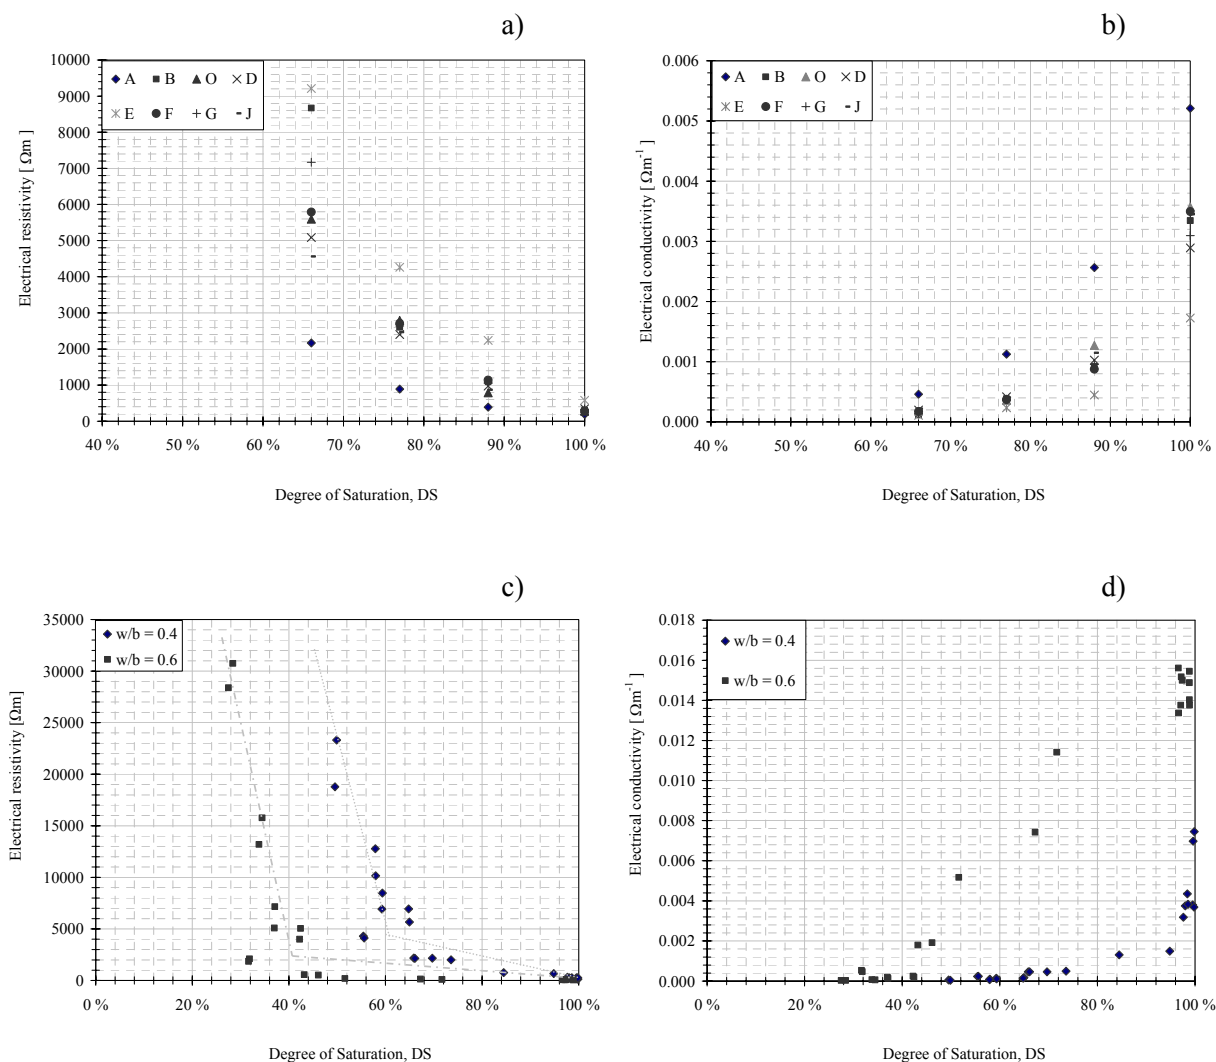 a)
10000
9000
8000
7000
6000
5000
4000
3000
2000
1000
0
Electrical resistivity [ Ωm]
A B O D
E F G J
40 % 50 % 60 % 70 % 80 % 90 % 100 %
Degree of Saturation, DS
b)
0.006
0.005
0.004
0.003
0.002
0.001
0.000
Electrical conductivity [ Ωm⁻¹]
A B O D
E F G J
40 % 50 % 60 % 70 % 80 % 90 % 100 %
Degree of Saturation, DS
c)
35000
30000
25000
20000
15000
10000
5000
0
Electrical resistivity [Ωm]
w/b = 0.4
w/b = 0.6
0 % 20 % 40 % 60 % 80 % 100 %
Degree of Saturation, DS
d)
0.018
0.016
0.014
0.012
0.010
0.008
0.006
0.004
0.002
0.000
Electrical conductivity [ Ωm⁻¹]
w/b = 0.4
w/b = 0.6
0 % 20 % 40 % 60 % 80 % 100 %
Degree of Saturation, DS